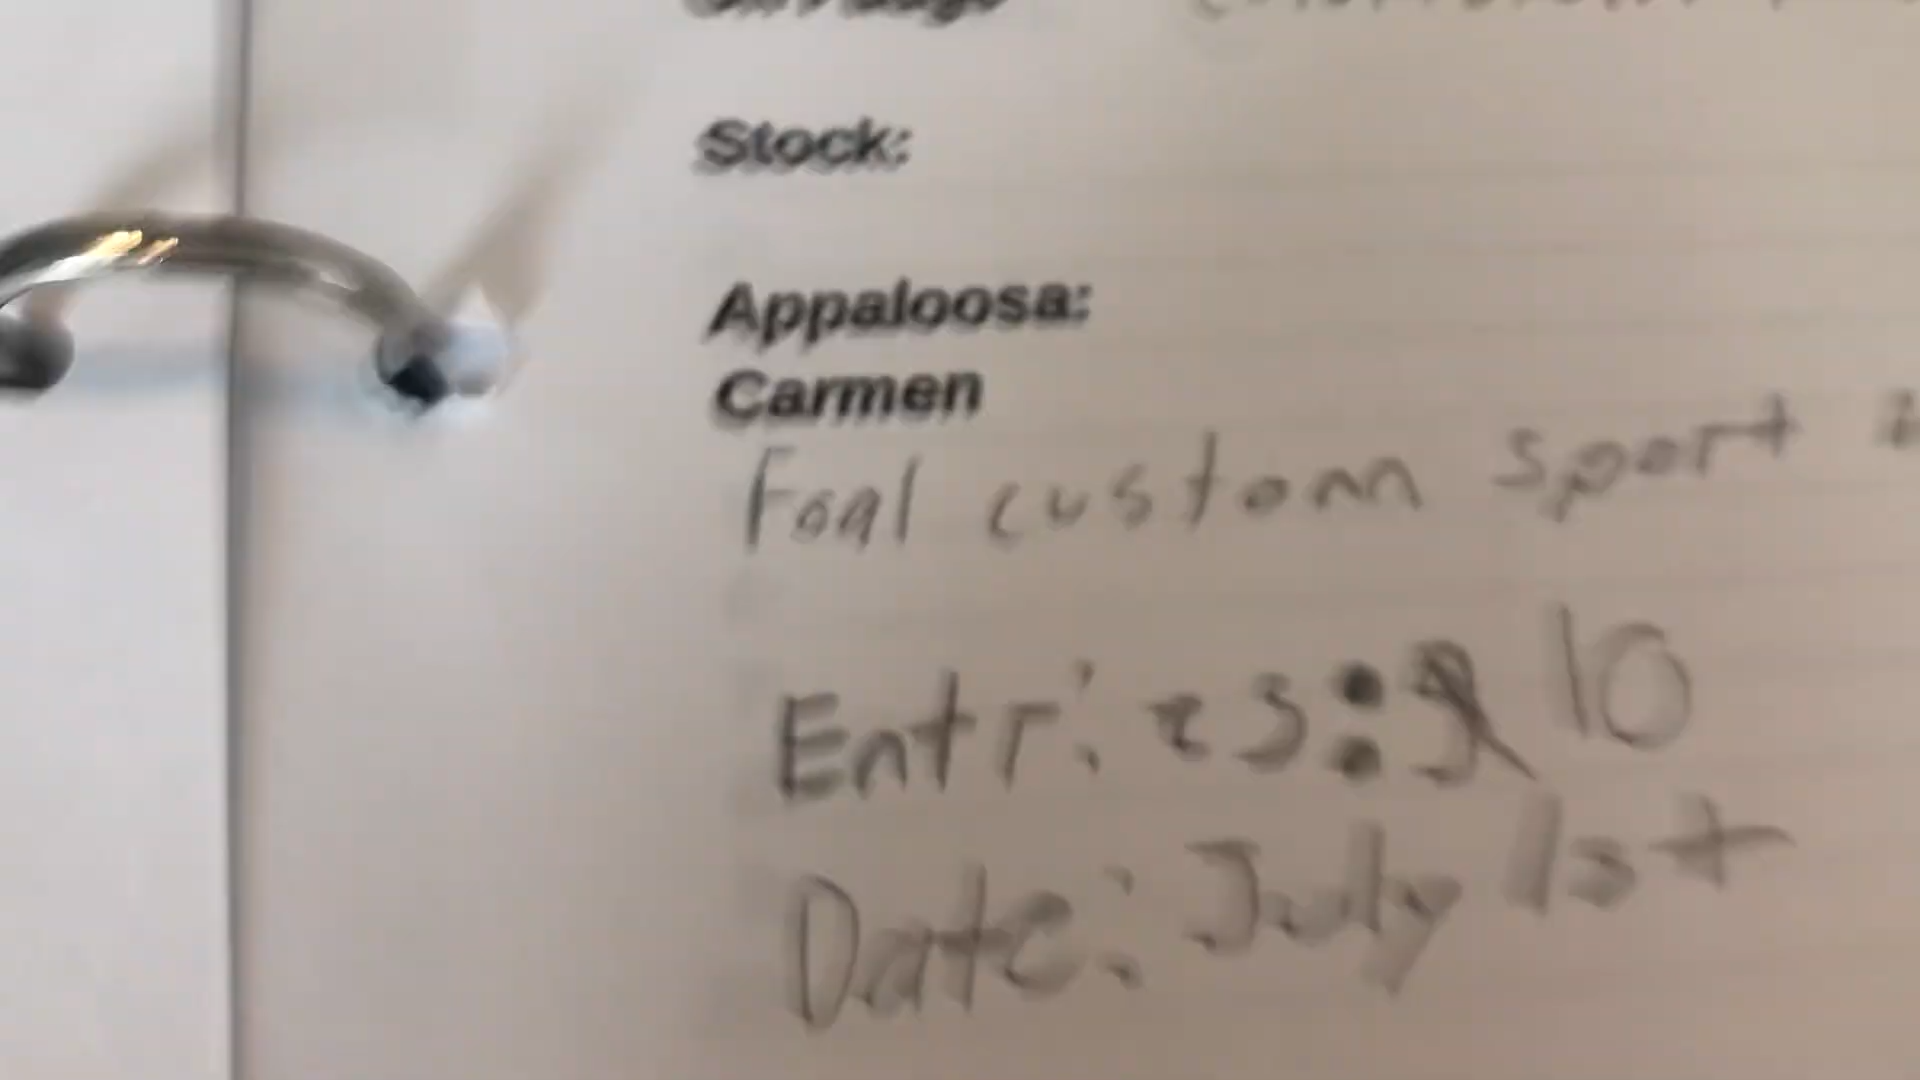 Stock:
Appaloosa:
Carmen
Foal custom sport
Entries: 10
Date: July 1st